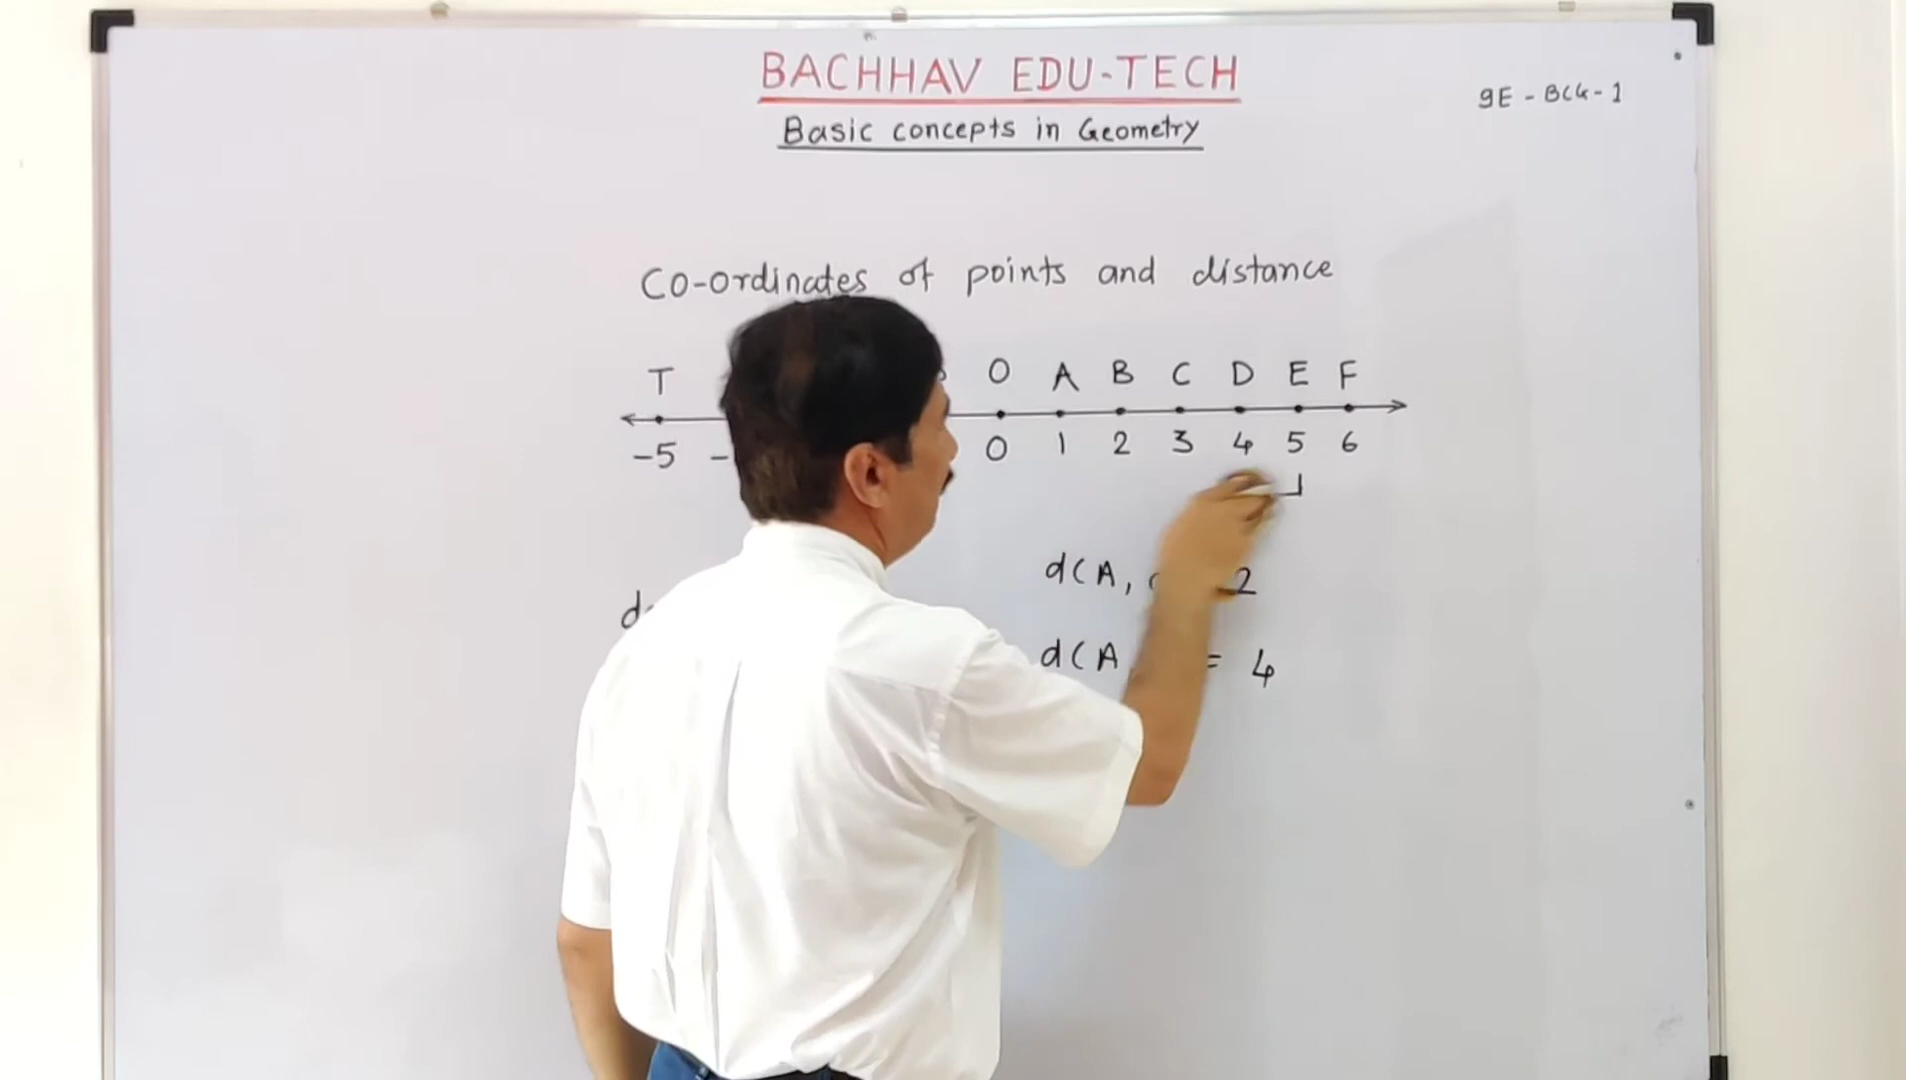 BACHHAV EDU-TECH
9E - BCG - 1
Basic concepts in Geometry
Co-ordinates of points and distance
T O A B C D E F
-5 - 0 1 2 3 4 5 6
d(A, 2
d(A = 4